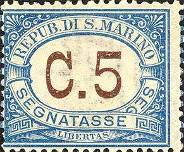 REPUB. DI S. MARINO
C.5
SEGNATASSE
LIBERTAS